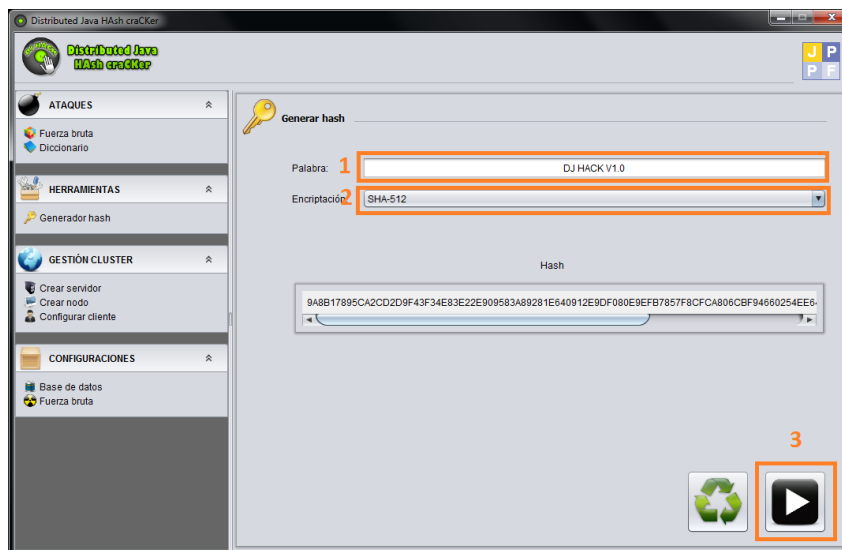 Distributed Java HAsh craCKer
Distributed Java
HAsh craCKer
J P
P F
ATAQUES
Fuerza bruta
Diccionario
HERRAMIENTAS
Generador hash
GESTIÓN CLUSTER
Crear servidor
Crear nodo
Configurar cliente
CONFIGURACIONES
Base de datos
Fuerza bruta
Generar hash
Palabra: 1 DJ HACK V1.0
Encriptación: 2 SHA-512
Hash
9A8B17895CA2CD2D9F43F34E83E22E909583A89281E640912E9DF080E9EFB7857F8CFCA806CBF94660254EE64
3